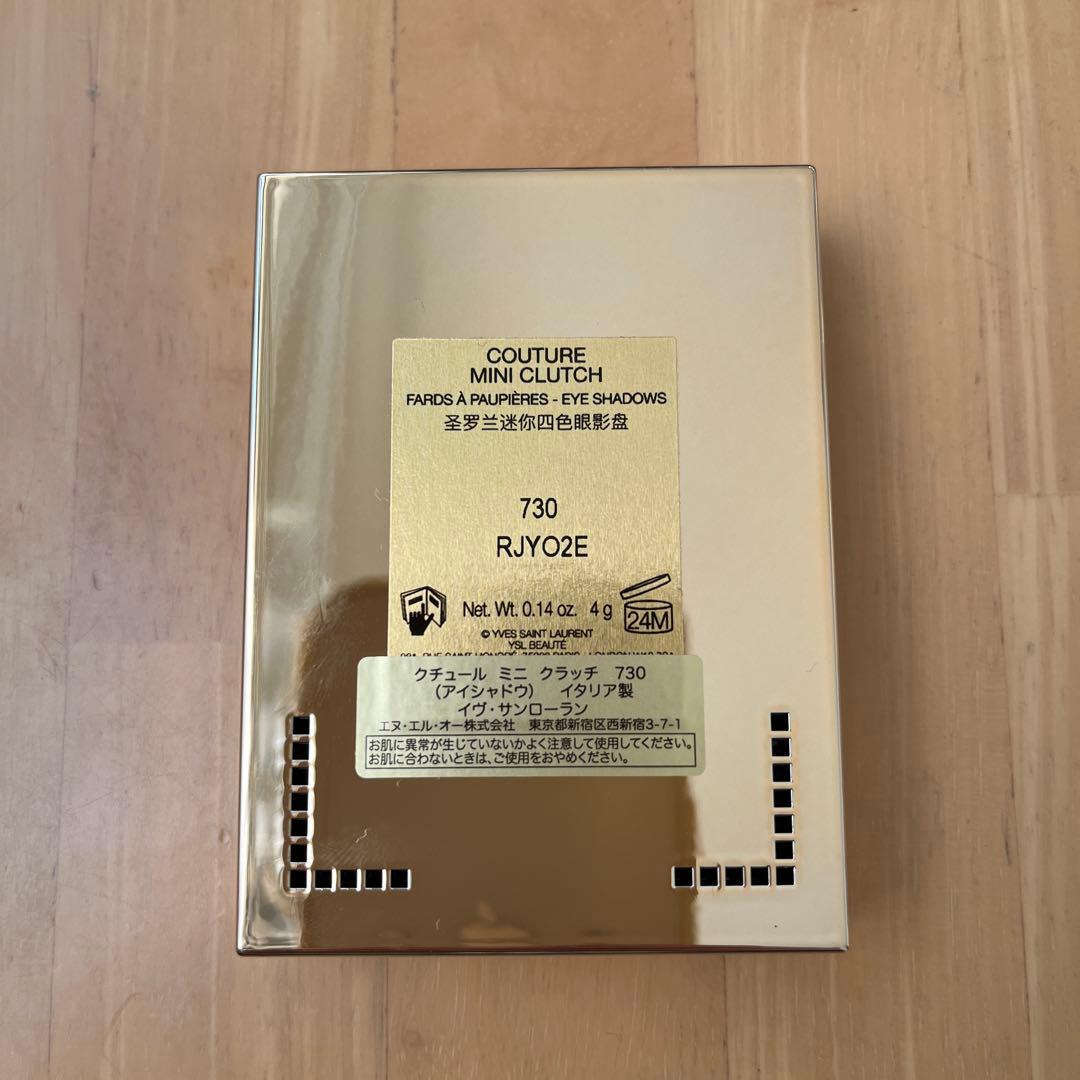 COUTURE
MINI CLUTCH
FARDS À PAUPIÈRES - EYE SHADOWS
圣罗兰迷你四色眼影盘
730
RJYO2E
Net. Wt. 0.14 oz. 4 g
24M
© YVES SAINT LAURENT
YSL BEAUTÉ
クチュール ミニ クラッチ 730
(アイシャドウ) イタリア製
イヴ・サンローラン
エヌ・エル・オー株式会社 東京都新宿区西新宿3-7-1
お肌に異常が生じていないかよく注意して使用してください。
お肌に合わないときは、ご使用をおやめください。